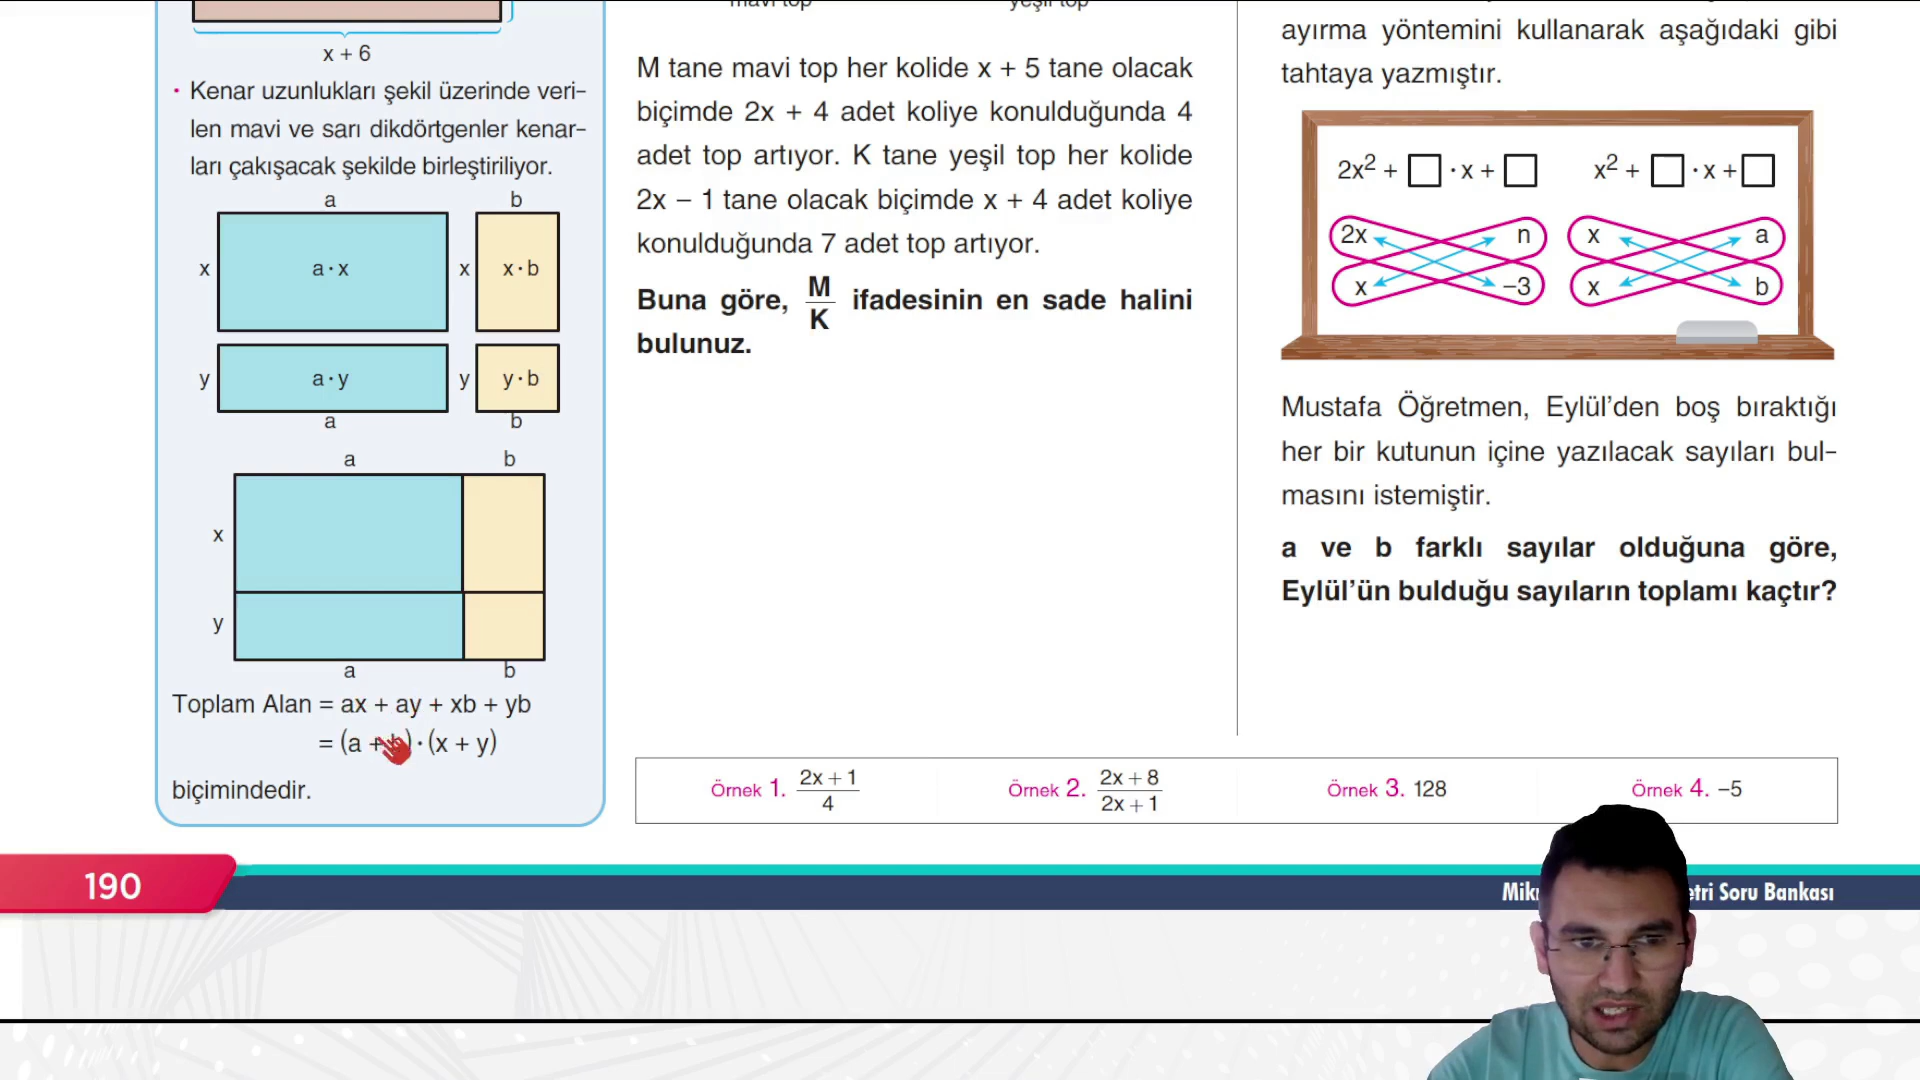 x + 6
• Kenar uzunlukları şekil üzerinde veri-
len mavi ve sarı dikdörtgenler kenar-
ları çakışacak şekilde birleştiriliyor.
a b
x a·x x x·b
y a·y y y·b
a b
a b
x
y
a b
Toplam Alan = ax + ay + xb + yb
= (a + b)·(x + y)
biçimindedir.
mavi top yeşil top
M tane mavi top her kolide x + 5 tane olacak
biçimde 2x + 4 adet koliye konulduğunda 4
adet top artıyor. K tane yeşil top her kolide
2x – 1 tane olacak biçimde x + 4 adet koliye
konulduğunda 7 adet top artıyor.
Buna göre, M/K ifadesinin en sade halini
bulunuz.
ayırma yöntemini kullanarak aşağıdaki gibi
tahtaya yazmıştır.
2x² + □ · x + □ x² + □ · x + □
2x n x a
x –3 x b
Mustafa Öğretmen, Eylül’den boş bıraktığı
her bir kutunun içine yazılacak sayıları bul-
masını istemiştir.
a ve b farklı sayılar olduğuna göre,
Eylül’ün bulduğu sayıların toplamı kaçtır?
Örnek 1. (2x + 1)/4 Örnek 2. (2x + 8)/(2x + 1) Örnek 3. 128 Örnek 4. –5
190
Soru Bankası